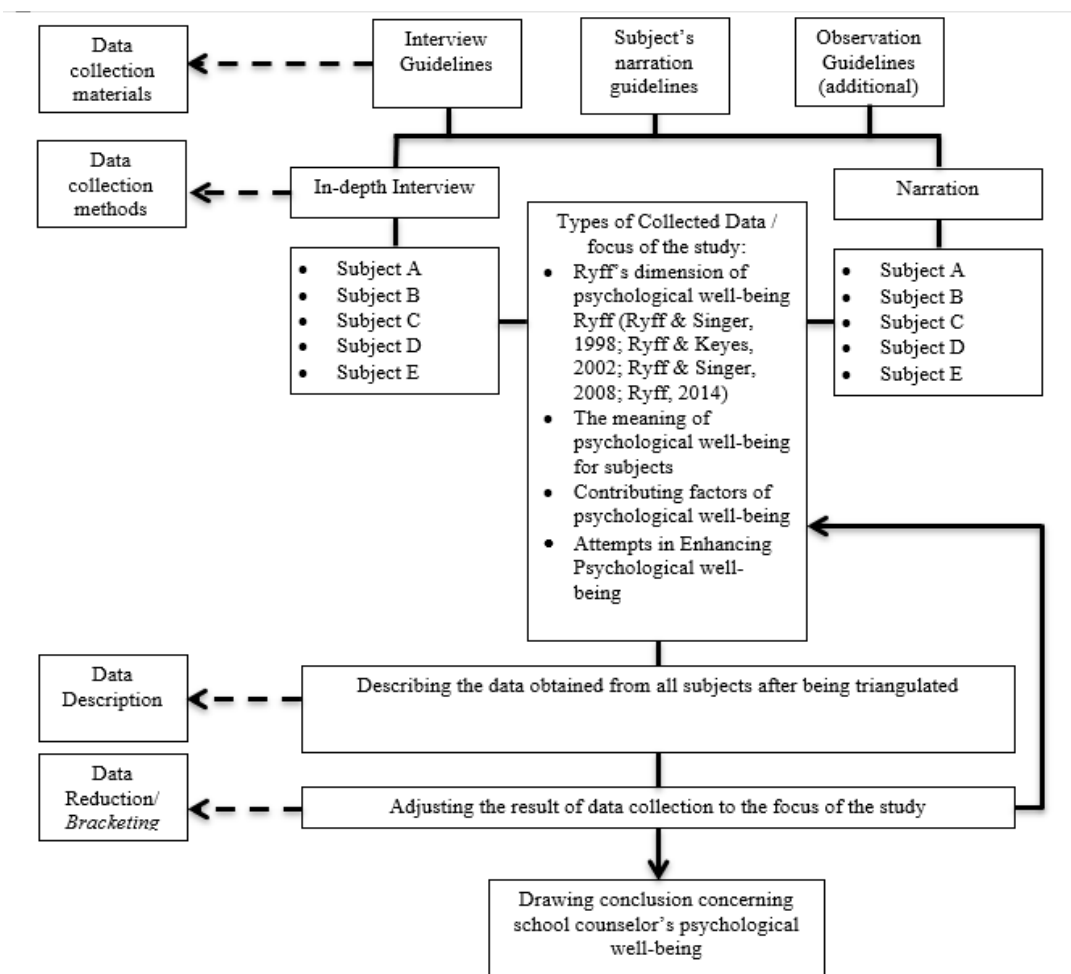 Data
collection
materials
Interview
Guidelines
Subject's
narration
guidelines
Observation
Guidelines
(additional)
Data
collection
methods
In-depth Interview
Narration
• Subject A
• Subject B
• Subject C
• Subject D
• Subject E
Types of Collected Data /
focus of the study:
• Ryff's dimension of
psychological well-being
Ryff (Ryff & Singer,
1998; Ryff & Keyes,
2002; Ryff & Singer,
2008; Ryff, 2014)
• The meaning of
psychological well-being
for subjects
• Contributing factors of
psychological well-being
• Attempts in Enhancing
Psychological well-
being
• Subject A
• Subject B
• Subject C
• Subject D
• Subject E
Data
Description
Describing the data obtained from all subjects after being triangulated
Data
Reduction/
Bracketing
Adjusting the result of data collection to the focus of the study
Drawing conclusion concerning
school counselor's psychological
well-being